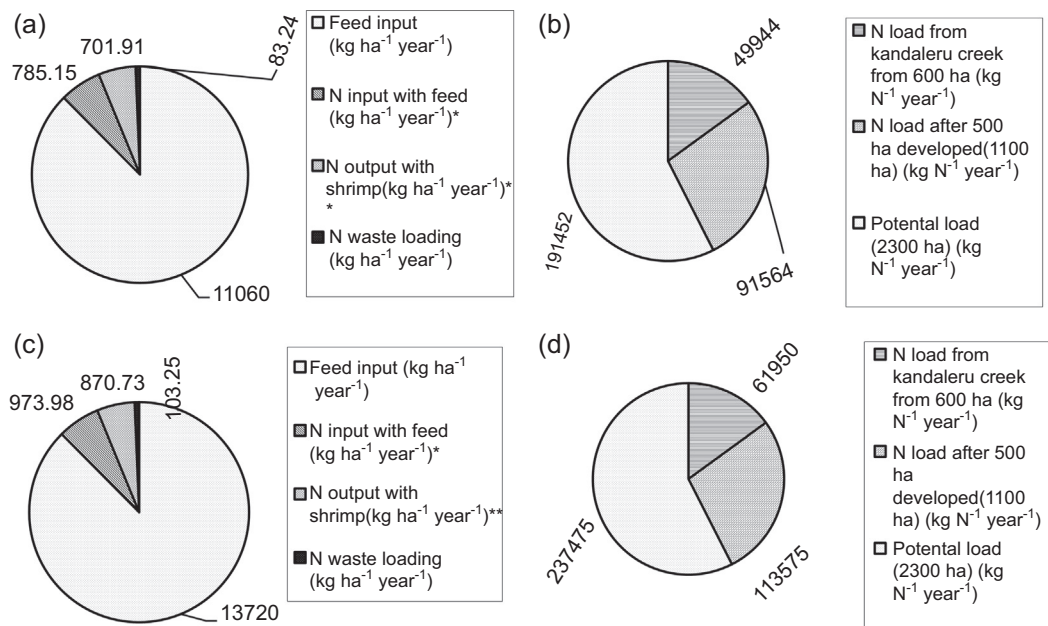 (a)
701.91
83.24
785.15
11060
Feed input
(kg ha⁻¹ year⁻¹)
N input with feed
(kg ha⁻¹ year⁻¹)*
N output with
shrimp(kg ha⁻¹ year⁻¹)*
*
N waste loading
(kg ha⁻¹ year⁻¹)
(b)
49944
191452
91564
N load from
kandaleru creek
from 600 ha (kg
N⁻¹ year⁻¹)
N load after 500
ha developed(1100
ha) (kg N⁻¹ year⁻¹)
Potential load
(2300 ha) (kg
N⁻¹ year⁻¹)
(c)
870.73
103.25
973.98
13720
Feed input (kg ha⁻¹
year⁻¹)
N input with feed
(kg ha⁻¹ year⁻¹)*
N output with
shrimp(kg ha⁻¹ year⁻¹)**
N waste loading
(kg ha⁻¹ year⁻¹)
(d)
61950
237475
113575
N load from
kandaleru creek
from 600 ha (kg
N⁻¹ year⁻¹)
N load after 500
ha
developed(1100
ha) (kg N⁻¹ year⁻¹)
Potential load
(2300 ha) (kg
N⁻¹ year⁻¹)